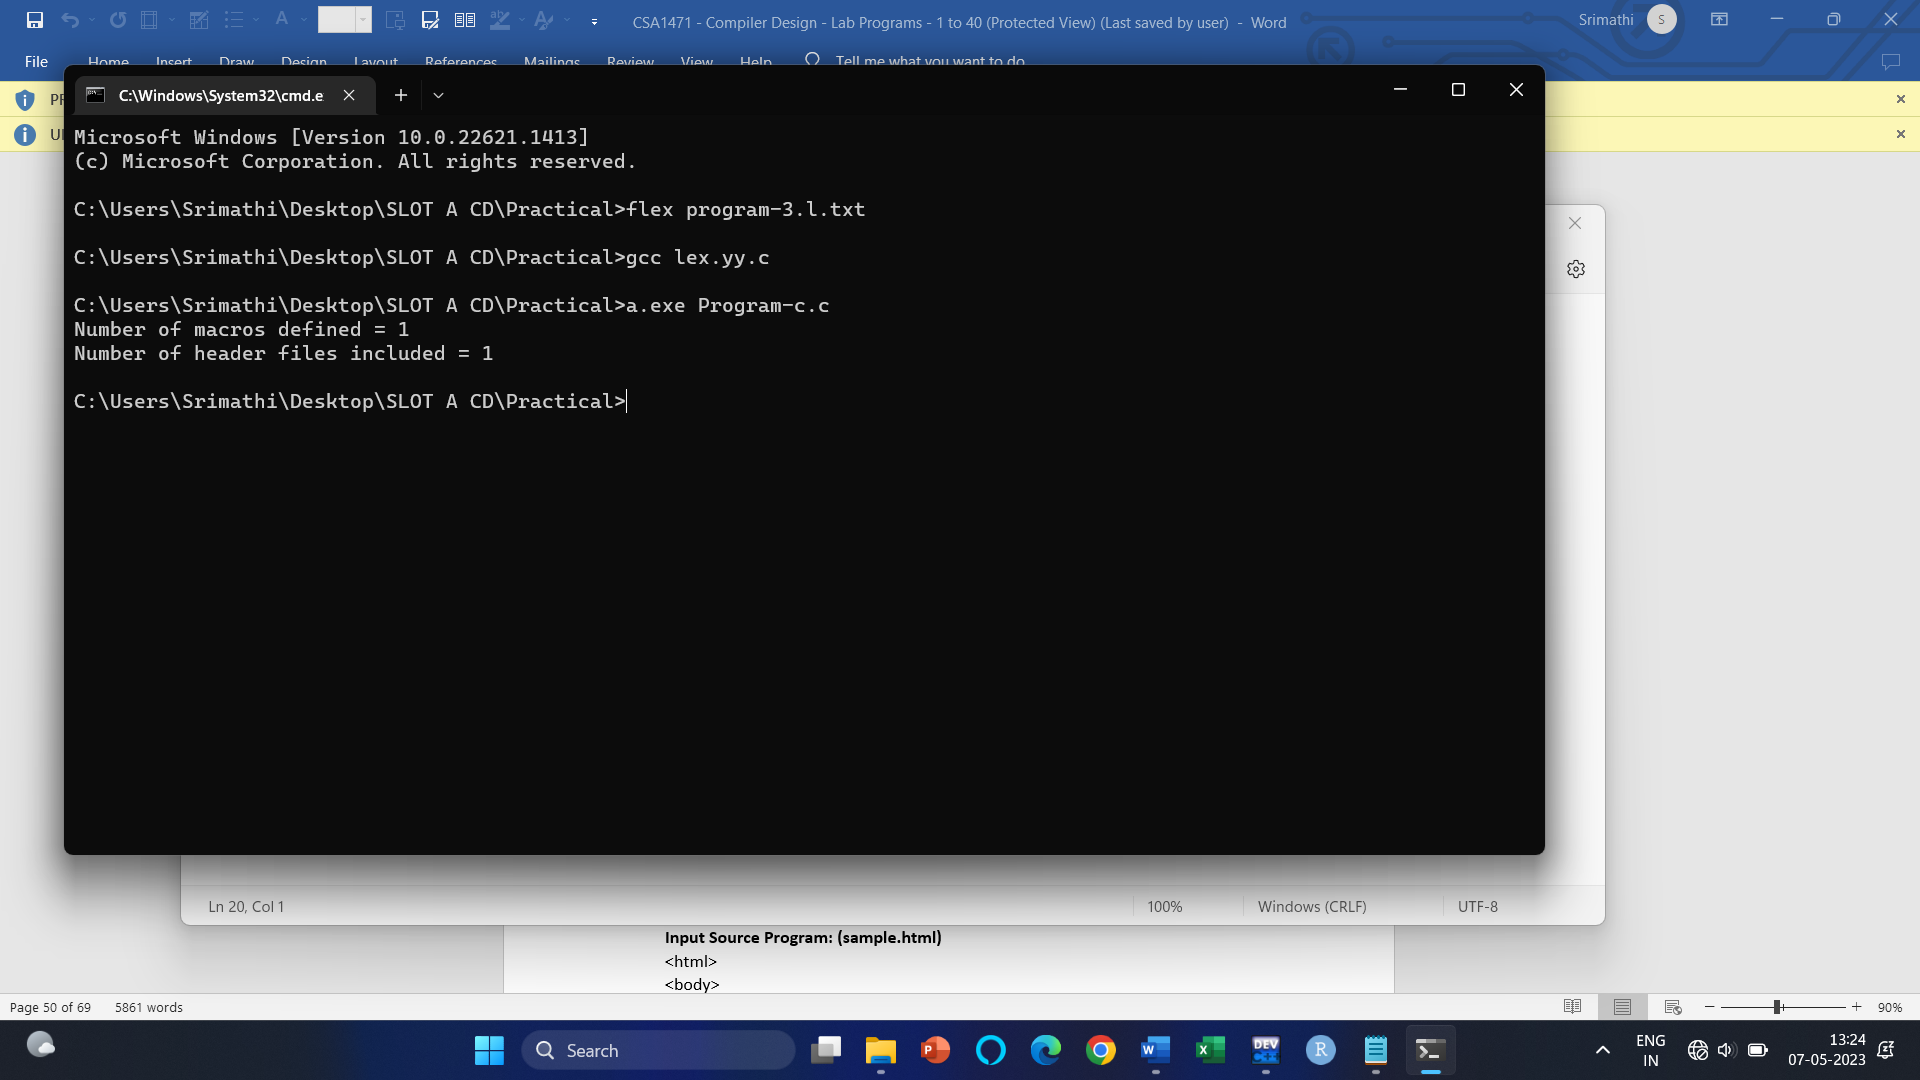 CSA1471 - Compiler Design - Lab Programs - 1 to 40 (Protected View) (Last saved by user) - Word
Srimathi
S
File Home Insert Draw Design Layout References Mailings Review View Help Tell me what you want to do
C:\Windows\System32\cmd.e
Microsoft Windows [Version 10.0.22621.1413]
(c) Microsoft Corporation. All rights reserved.
C:\Users\Srimathi\Desktop\SLOT A CD\Practical>flex program-3.l.txt
C:\Users\Srimathi\Desktop\SLOT A CD\Practical>gcc lex.yy.c
C:\Users\Srimathi\Desktop\SLOT A CD\Practical>a.exe Program-c.c
Number of macros defined = 1
Number of header files included = 1
C:\Users\Srimathi\Desktop\SLOT A CD\Practical>
Ln 20, Col 1 100% Windows (CRLF) UTF-8
Input Source Program: (sample.html)
<html>
<body>
Page 50 of 69 5861 words 90%
Search
ENG
IN
13:24
07-05-2023